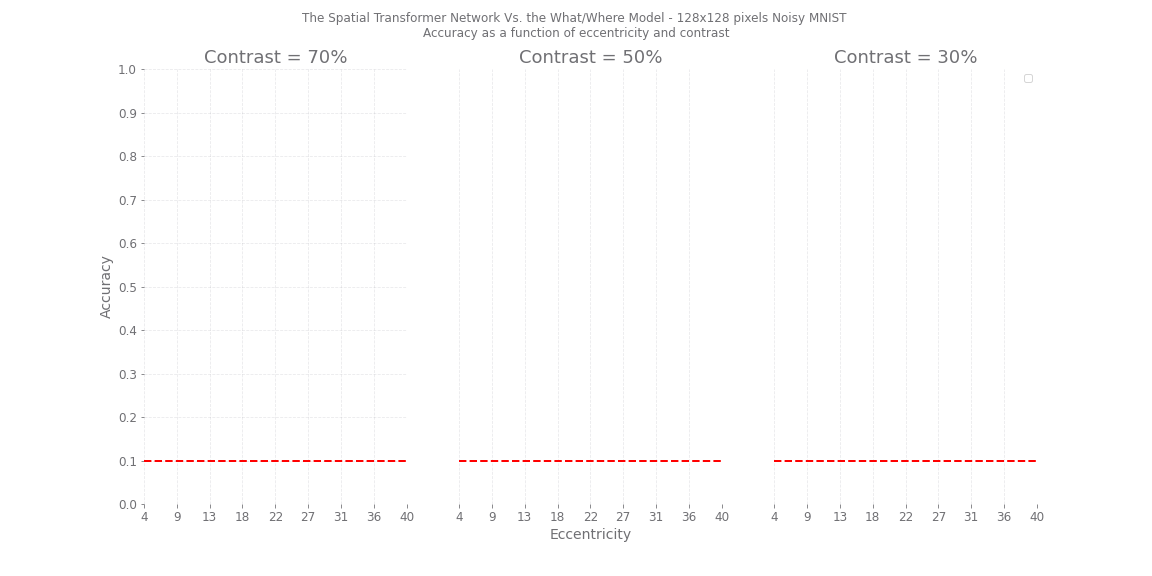 The Spatial Transformer Network Vs. the What/Where Model - 128x128 pixels Noisy MNIST
Accuracy as a function of eccentricity and contrast
Contrast = 70%
Contrast = 50%
Contrast = 30%
Accuracy
1.0
0.9
0.8
0.7
0.6
0.5
0.4
0.3
0.2
0.1
0.0
4 9 13 18 22 27 31 36 40
4 9 13 18 22 27 31 36 40
4 9 13 18 22 27 31 36 40
Eccentricity